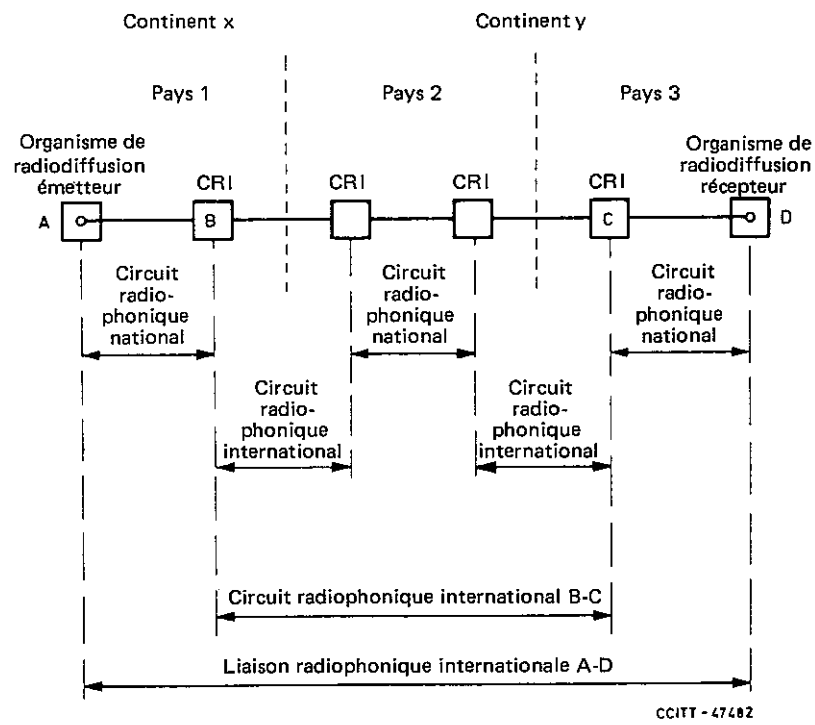 Continent x
Continent y
Pays 1
Pays 2
Pays 3
Organisme de
radiodiffusion
émetteur
Organisme de
radiodiffusion
récepteur
CRI
CRI
CRI
CRI
A
B
C
D
Circuit
radio-
phonique
national
Circuit
radio-
phonique
national
Circuit
radio-
phonique
national
Circuit
radio-
phonique
international
Circuit
radio-
phonique
international
Circuit radiophonique international B-C
Liaison radiophonique internationale A-D
CCITT - 47482